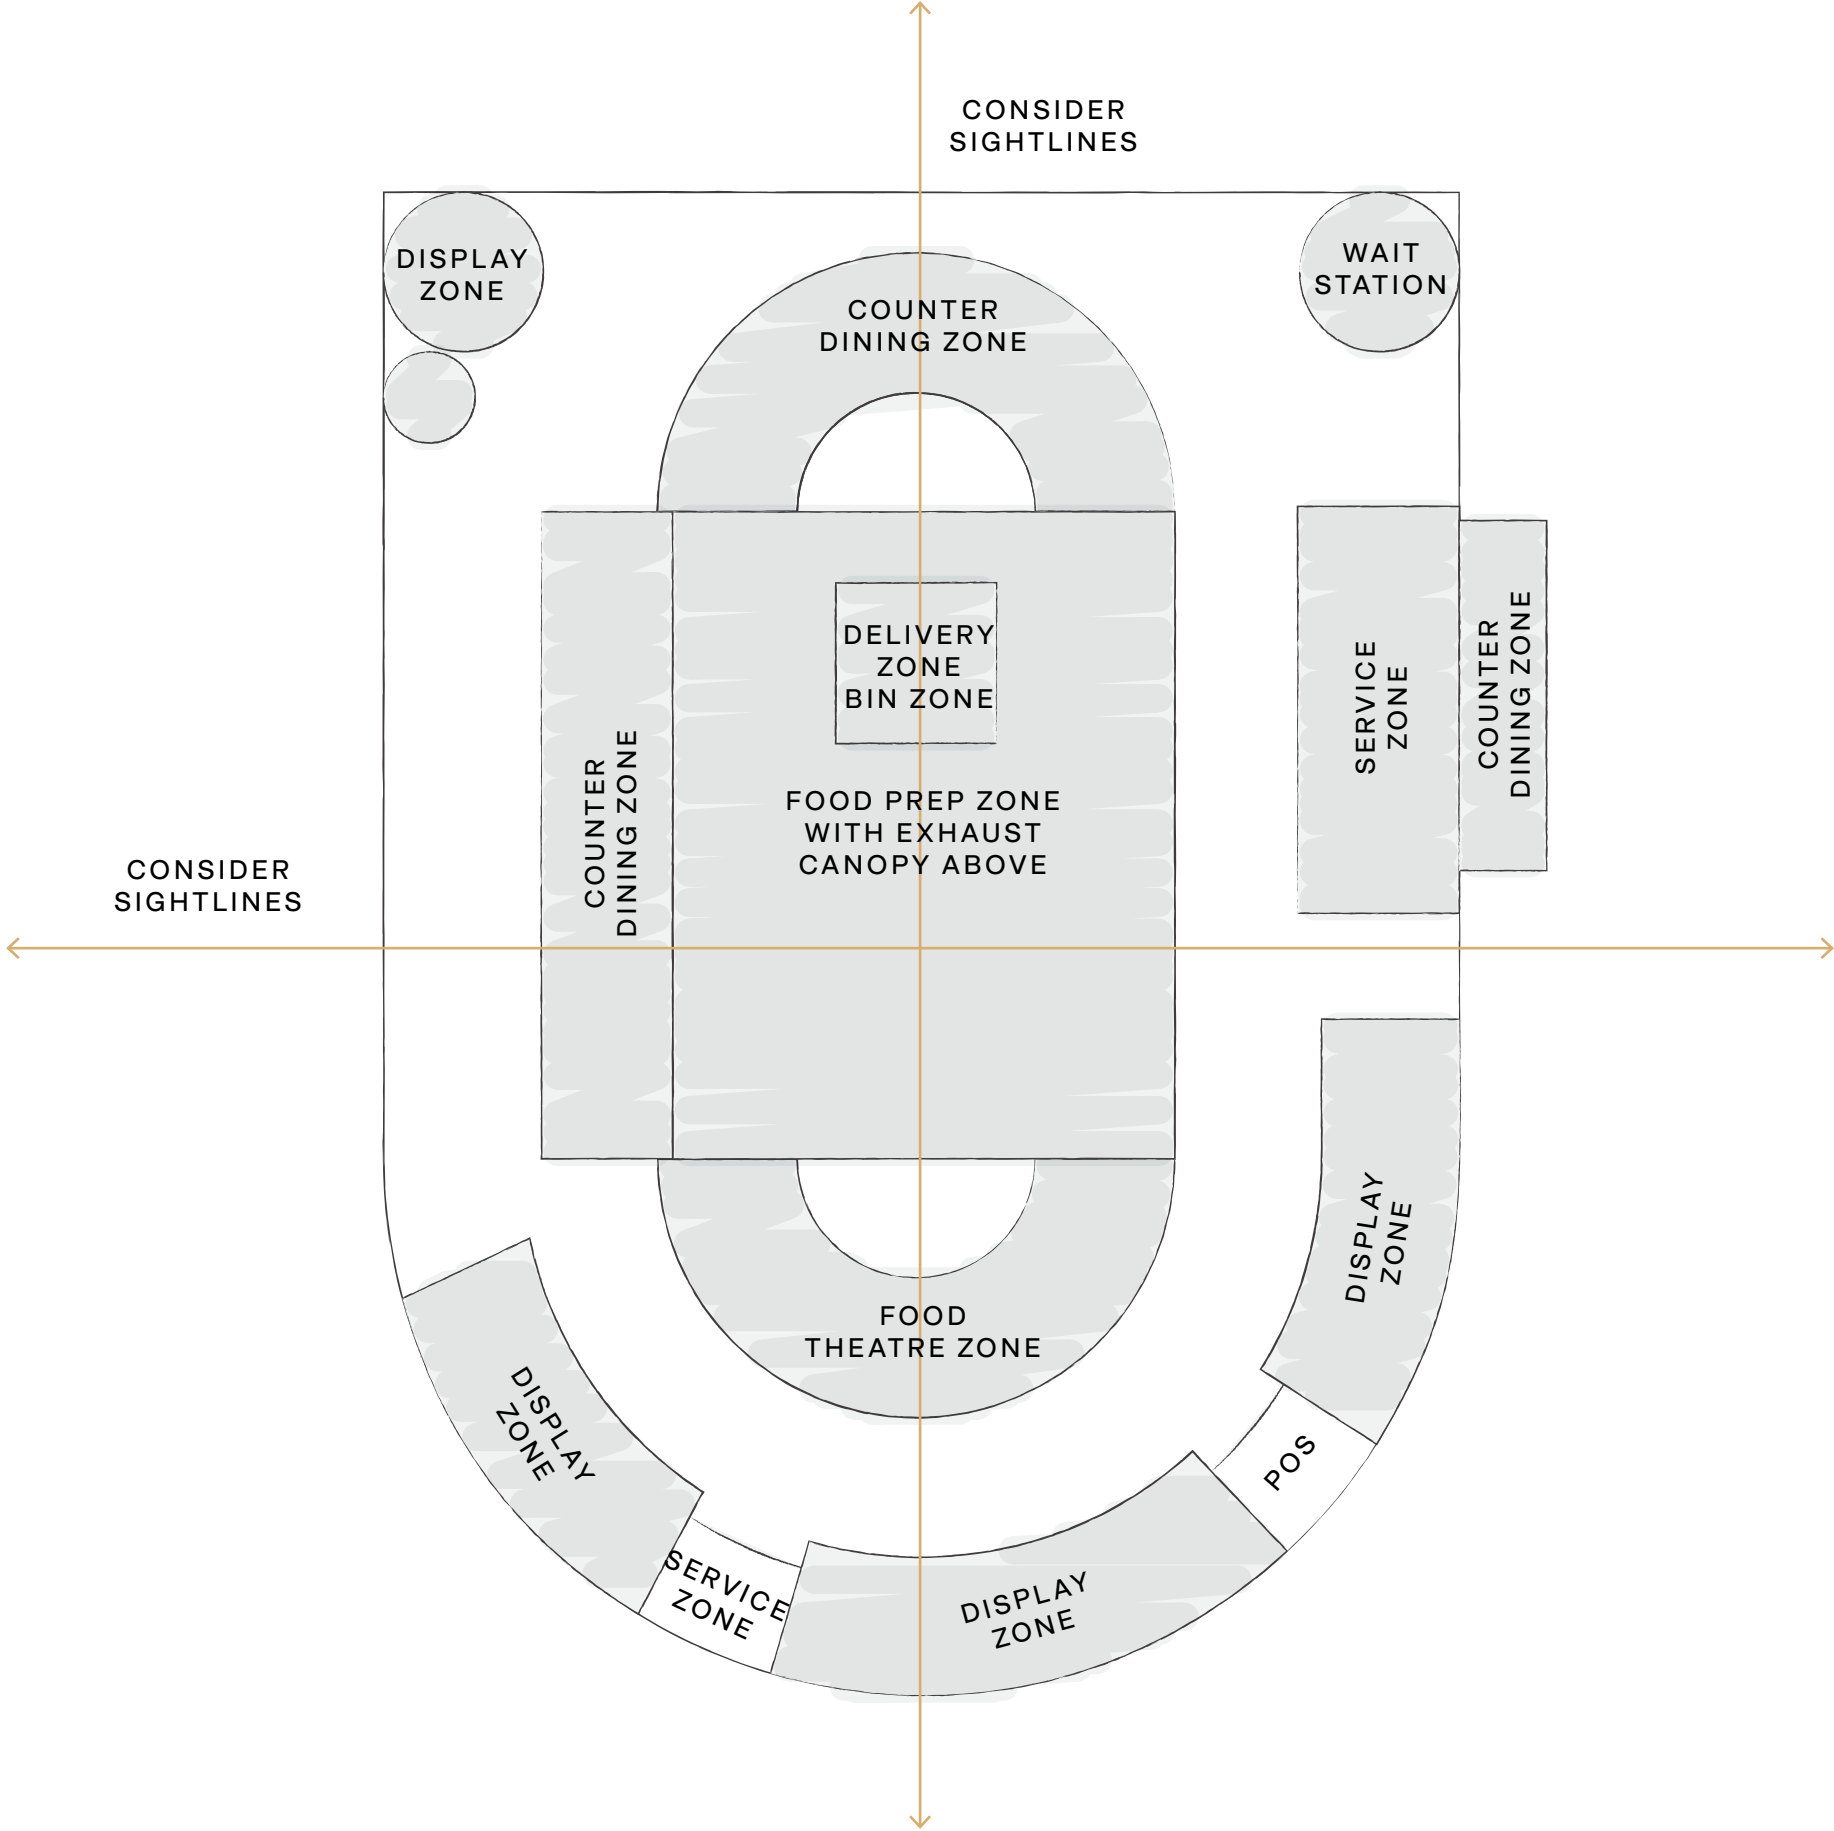 CONSIDER
SIGHTLINES
DISPLAY
ZONE
WAIT
STATION
COUNTER
DINING ZONE
DELIVERY
ZONE
BIN ZONE
SERVICE
ZONE
COUNTER
DINING ZONE
COUNTER
DINING ZONE
FOOD PREP ZONE
WITH EXHAUST
CANOPY ABOVE
CONSIDER
SIGHTLINES
DISPLAY
ZONE
FOOD
THEATRE ZONE
DISPLAY
ZONE
POS
SERVICE
ZONE
DISPLAY
ZONE